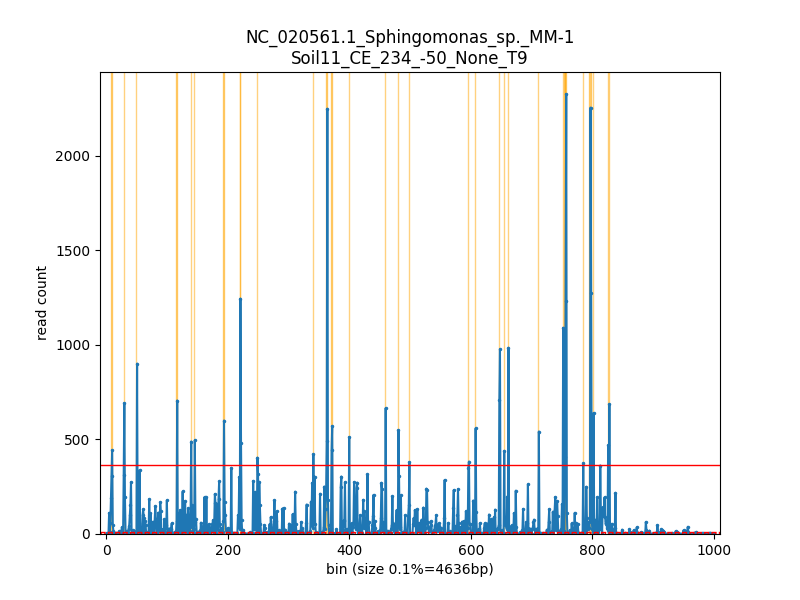 NC_020561.1_Sphingomonas_sp._MM-1
Soil11_CE_234_-50_None_T9
2000
1500
1000
500
0
read count
0 200 400 600 800 1000
bin (size 0.1%=4636bp)